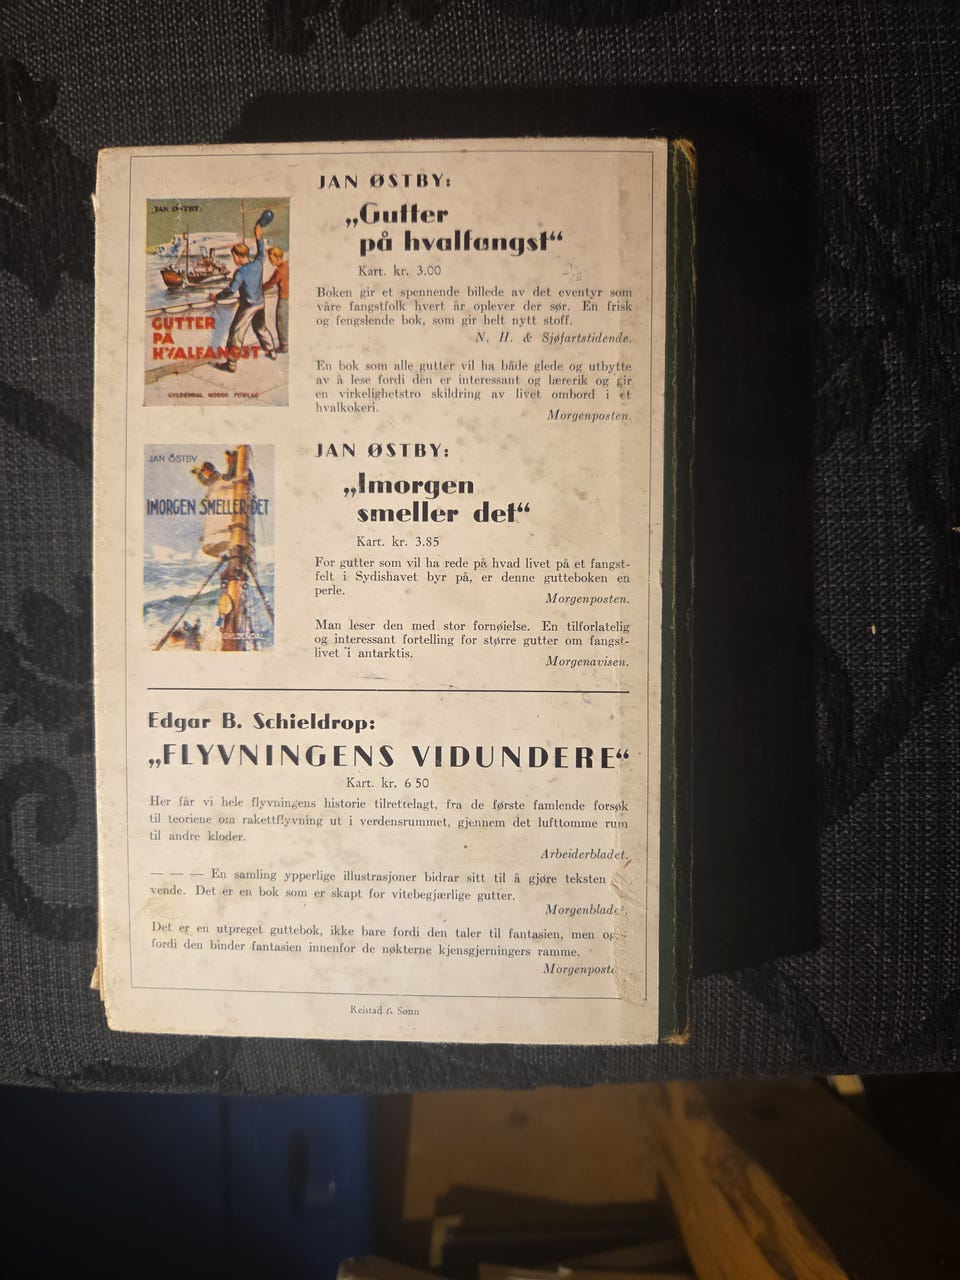 JAN ØSTBY:
„Gutter
på hvalfangst“
Kart. kr. 3.00
Boken gir et spennende billede av det eventyr som
våre fangstfolk hvert år oplever der sør. En frisk
og fengslende bok, som gir helt nytt stoff.
N. H. & Sjøfartstidende.
En bok som alle gutter vil ha både glede og utbytte
av å lese fordi den er interessant og lærerik og gir
en virkelighetstro skildring av livet ombord i et
hvalkokeri.
Morgenposten.
JAN ØSTBY:
GUTTER
PÅ
HVALFANGST
GYLDENDAL NORSK FORLAG
JAN ØSTBY:
„Imorgen
smeller det“
Kart. kr. 3.85
For gutter som vil ha rede på hvad livet på et fangst-
felt i Sydishavet byr på, er denne gutteboken en
perle.
Morgenposten.
Man leser den med stor fornøielse. En tilforlatelig
og interessant fortelling for større gutter om fangst-
livet i antarktis.
Morgenavisen.
JAN ØSTBY
IMORGEN SMELLER DET
GYLDENDAL
Edgar B. Schieldrop:
„FLYVNINGENS VIDUNDERE“
Kart. kr. 6 50
Her får vi hele flyvningens historie tilrettelagt, fra de første famlende forsøk
til teoriene om rakettflyvning ut i verdensrummet, gjennem det lufttomme rum
til andre kloder.
Arbeiderbladet.
— — — En samling ypperlige illustrasjoner bidrar sitt til å gjøre teksten
vende. Det er en bok som er skapt for vitebegjærlige gutter.
Morgenbladet.
Det er en utpreget guttebok, ikke bare fordi den taler til fantasien, men og
fordi den binder fantasien innenfor de nøkterne kjensgjerningers ramme.
Morgenposte
Reistad & Sønn